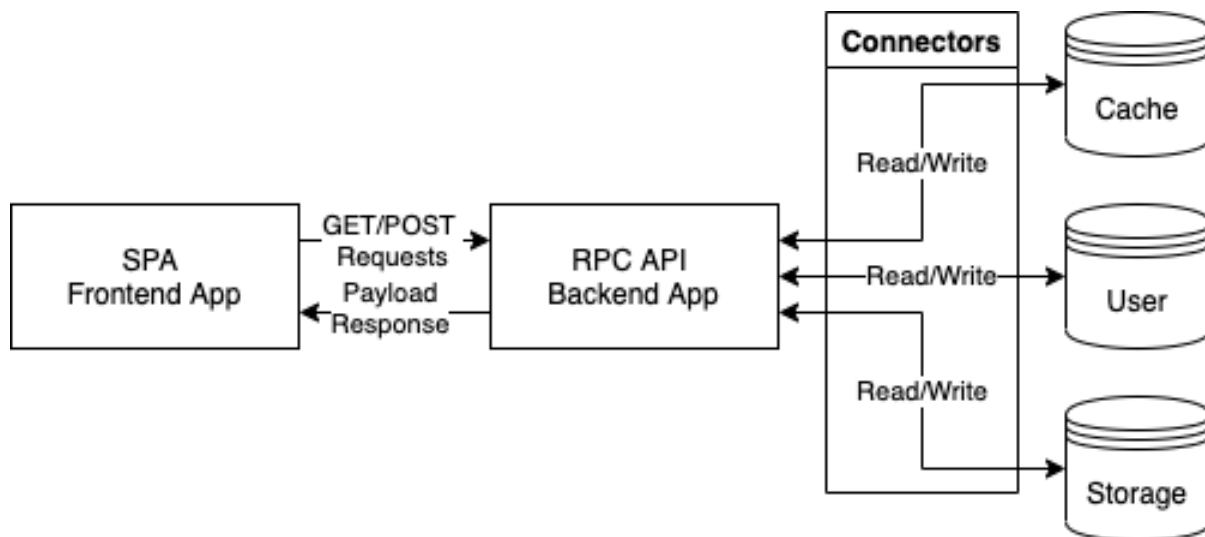 SPA
Frontend App
GET/POST
Requests
Payload
Response
RPC API
Backend App
Connectors
Read/Write
Read/Write
Read/Write
Cache
User
Storage